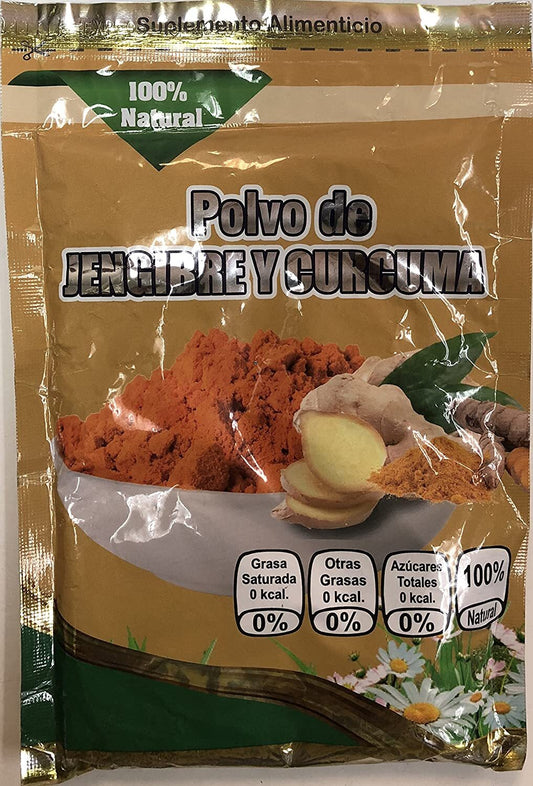 Suplemento Alimenticio
100%
Natural
Polvo de
JENGIBRE Y CURCUMA
Grasa
Saturada
0 kcal.
0%
Otras
Grasas
0 kcal.
0%
Azúcares
Totales
0 kcal.
0%
100%
Natural